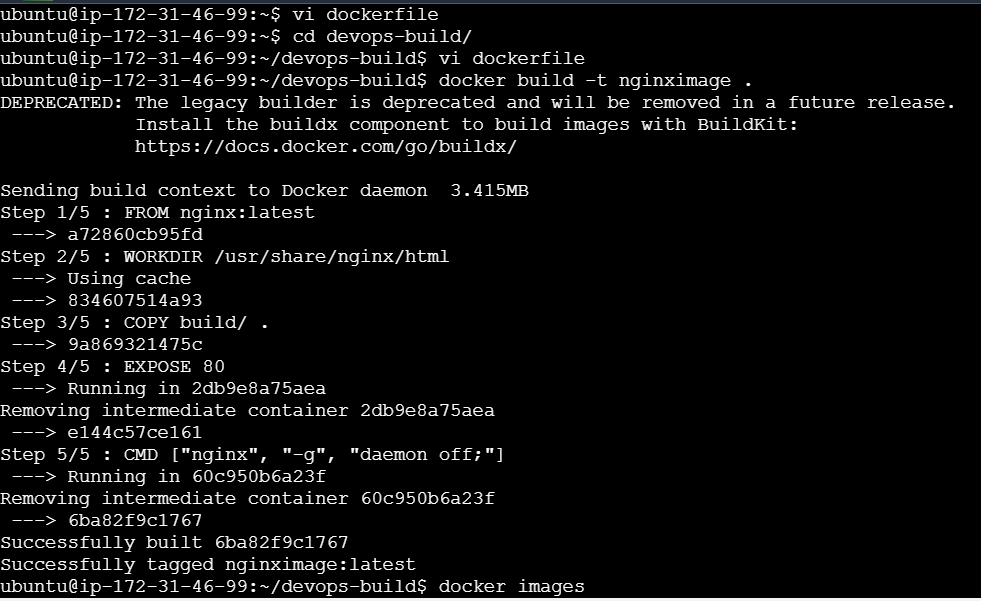 ubuntu@ip-172-31-46-99:~$ vi dockerfile
ubuntu@ip-172-31-46-99:~$ cd devops-build/
ubuntu@ip-172-31-46-99:~/devops-build$ vi dockerfile
ubuntu@ip-172-31-46-99:~/devops-build$ docker build -t nginximage .
DEPRECATED: The legacy builder is deprecated and will be removed in a future release.
            Install the buildx component to build images with BuildKit:
            https://docs.docker.com/go/buildx/

Sending build context to Docker daemon  3.415MB
Step 1/5 : FROM nginx:latest
 ---> a72860cb95fd
Step 2/5 : WORKDIR /usr/share/nginx/html
 ---> Using cache
 ---> 834607514a93
Step 3/5 : COPY build/ .
 ---> 9a869321475c
Step 4/5 : EXPOSE 80
 ---> Running in 2db9e8a75aea
Removing intermediate container 2db9e8a75aea
 ---> e144c57ce161
Step 5/5 : CMD ["nginx", "-g", "daemon off;"]
 ---> Running in 60c950b6a23f
Removing intermediate container 60c950b6a23f
 ---> 6ba82f9c1767
Successfully built 6ba82f9c1767
Successfully tagged nginximage:latest
ubuntu@ip-172-31-46-99:~/devops-build$ docker images